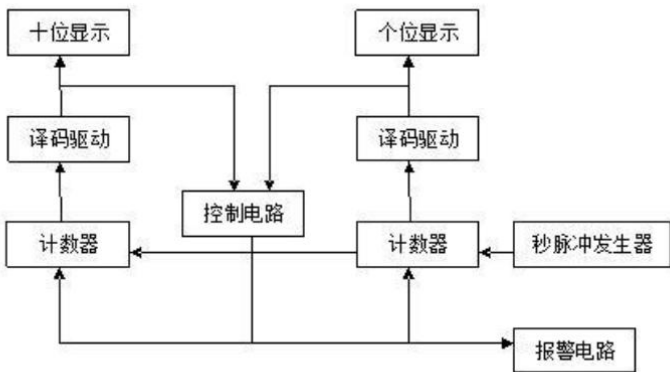 十位显示
个位显示
译码驱动
译码驱动
控制电路
计数器
计数器
秒脉冲发生器
报警电路